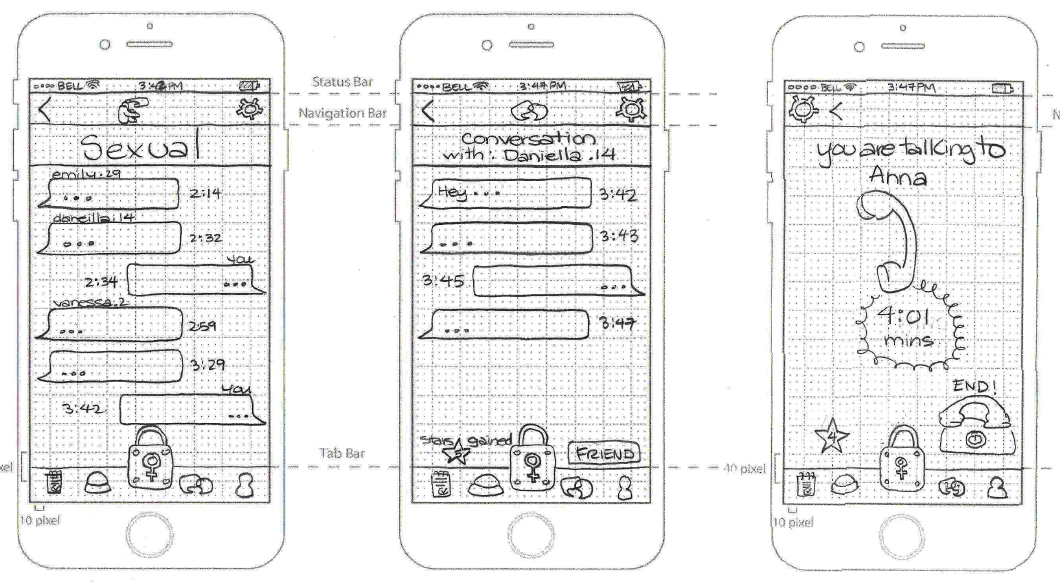 BELL 3:42PM
Sexual
emily.29
... 2:14
daneilla.14
... 2:32
you
2:34 ...
vanessa.2
... 2:59
... 3:29
you
3:42 ...
10 pixel
Status Bar
Navigation Bar
Tab Bar
BELL 3:47PM
Conversation
with: Daniella.14
Hey... 3:42
... 3:43
3:45 ...
... 3:47
stars gained
FRIEND
BELL 3:47PM
you are talking to
Anna
4:01
mins
END!
4
40 pixel
10 pixel